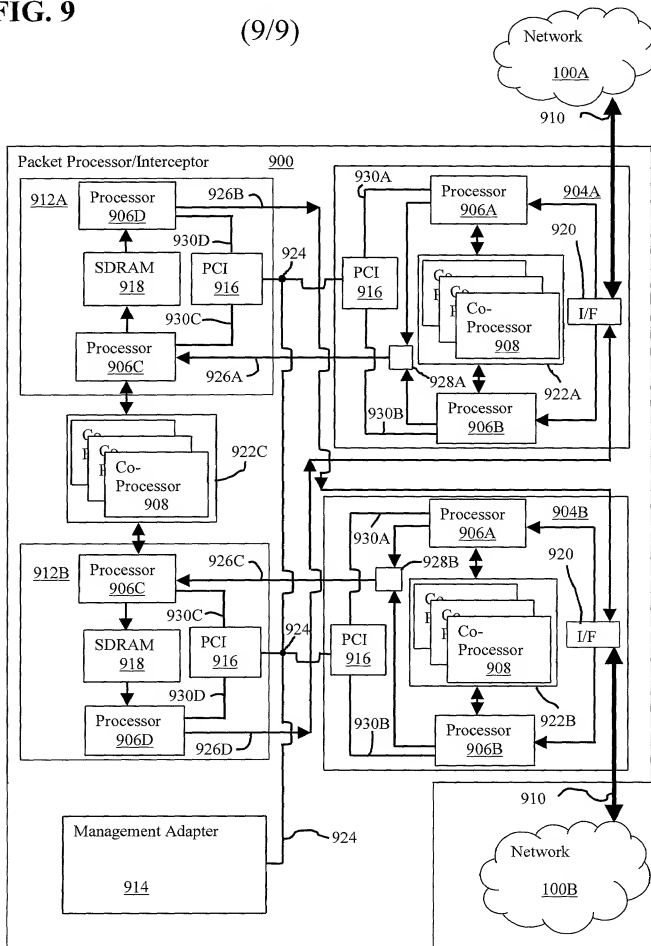 FIG. 9
(9/9)
Network
100A
910
Packet Processor/Interceptor 900
912A
Processor
906D
926B
930D
SDRAM
918
PCI
916
924
930C
Processor
906C
926A
930A
Processor
906A
904A
920
PCI
916
Co-
Co-
Processor
908
I/F
928A
922A
930B
Processor
906B
Co-
Processor
908
922C
912B
Processor
906C
926C
930C
SDRAM
918
PCI
916
924
930D
Processor
906D
926D
930A
Processor
906A
904B
928B
920
PCI
916
Co-
Processor
908
I/F
922B
930B
Processor
906B
910
Management Adapter
914
924
Network
100B